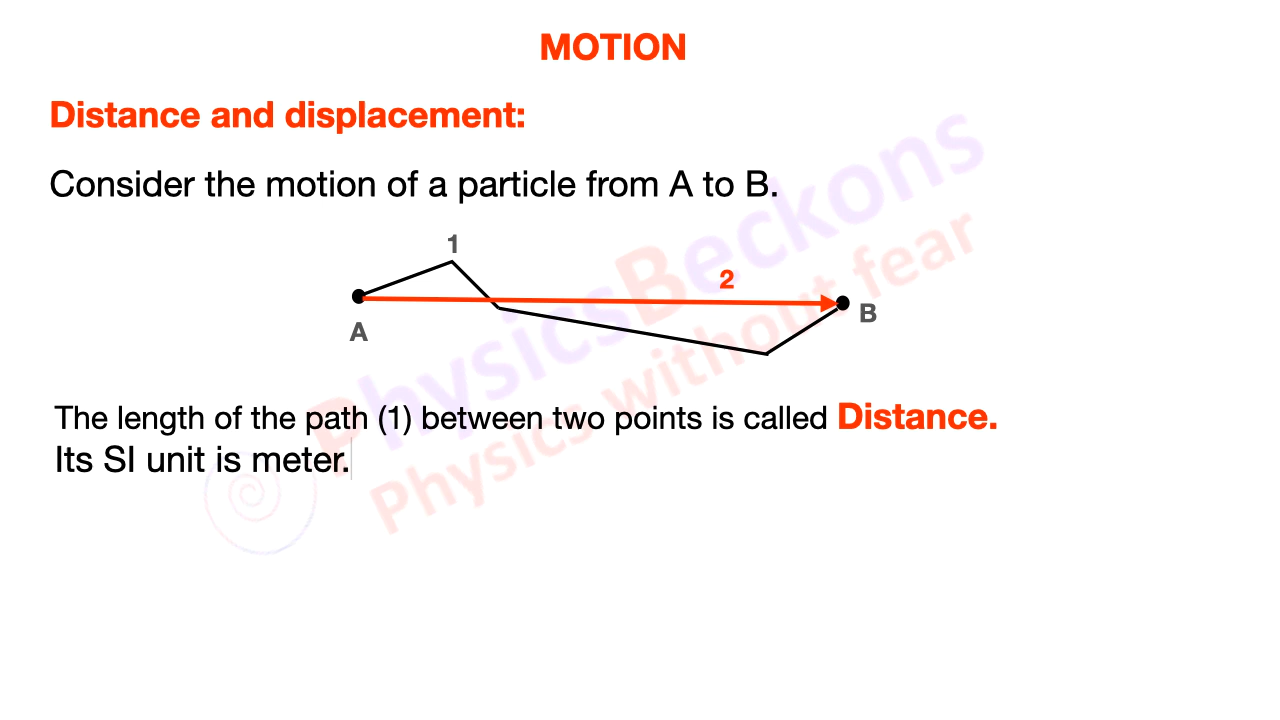 MOTION
Distance and displacement:
Consider the motion of a particle from A to B.
1
2
A
B
The length of the path (1) between two points is called Distance.
Its SI unit is meter.
PhysicsBeckons
Physics without fear